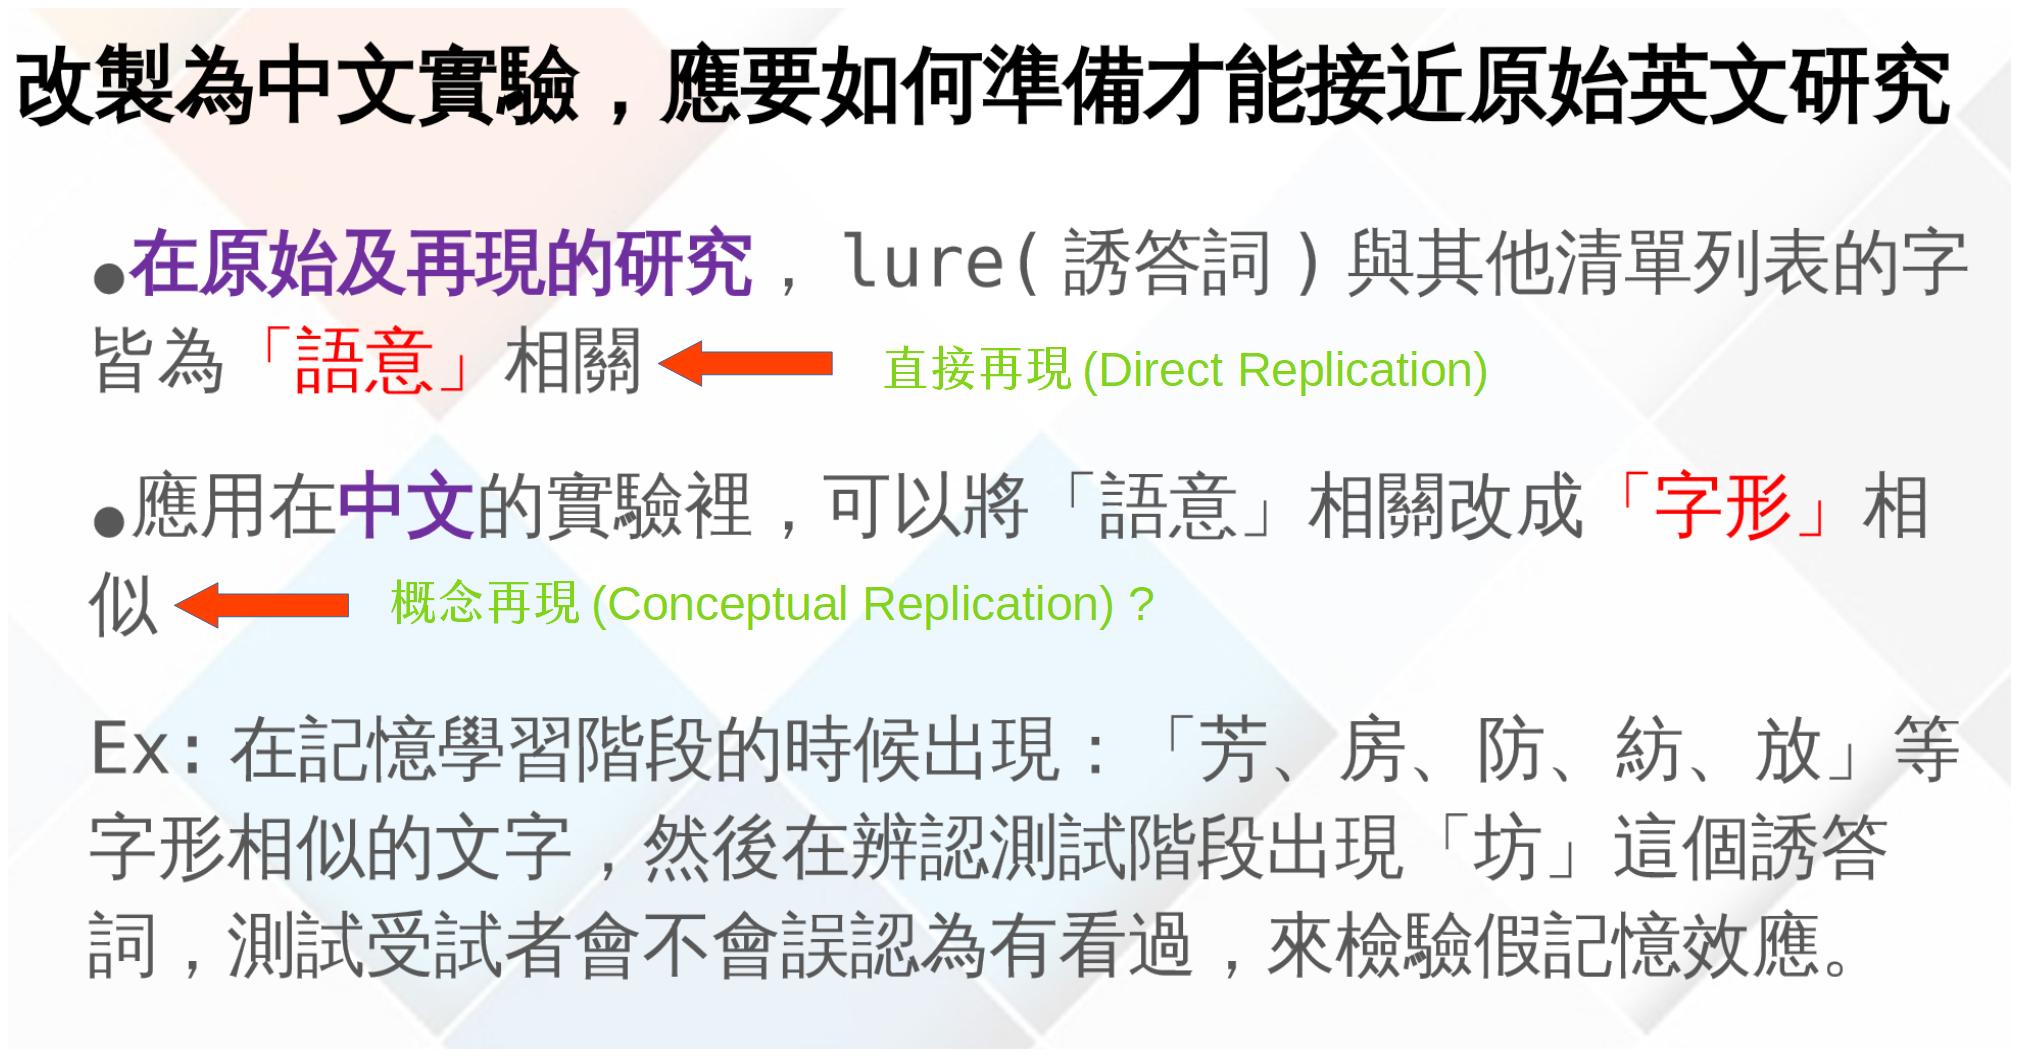 改製為中文實驗，應要如何準備才能接近原始英文研究
●在原始及再現的研究，lure(誘答詞)與其他清單列表的字
皆為「語意」相關
直接再現(Direct Replication)
●應用在中文的實驗裡，可以將「語意」相關改成「字形」相
似
概念再現(Conceptual Replication) ?
Ex:在記憶學習階段的時候出現：「芳、房、防、紡、放」等
字形相似的文字，然後在辨認測試階段出現「坊」這個誘答
詞，測試受試者會不會誤認為有看過，來檢驗假記憶效應。